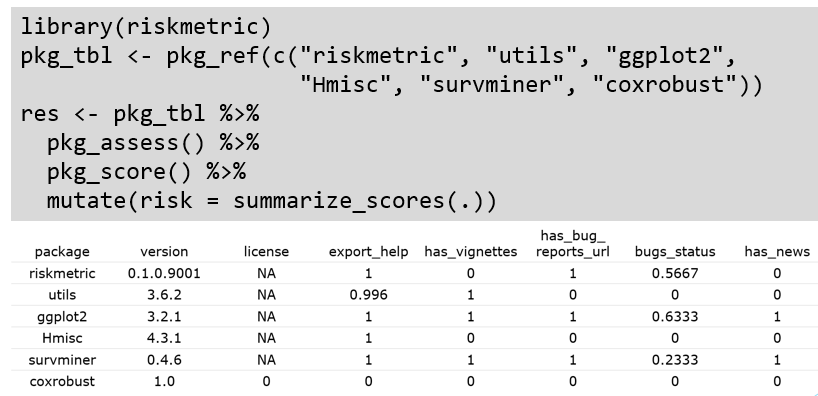 library(riskmetric)
pkg_tbl <- pkg_ref(c("riskmetric", "utils", "ggplot2",
"Hmisc", "survminer", "coxrobust"))
res <- pkg_tbl %>%
pkg_assess() %>%
pkg_score() %>%
mutate(risk = summarize_scores(.))
package version license export_help has_vignettes has_bug_reports_url bugs_status has_news
riskmetric 0.1.0.9001 NA 1 0 1 0.5667 0
utils 3.6.2 NA 0.996 1 0 0 0
ggplot2 3.2.1 NA 1 1 1 0.6333 1
Hmisc 4.3.1 NA 1 0 0 0 0
survminer 0.4.6 NA 1 1 1 0.2333 1
coxrobust 1.0 0 0 0 0 0 0